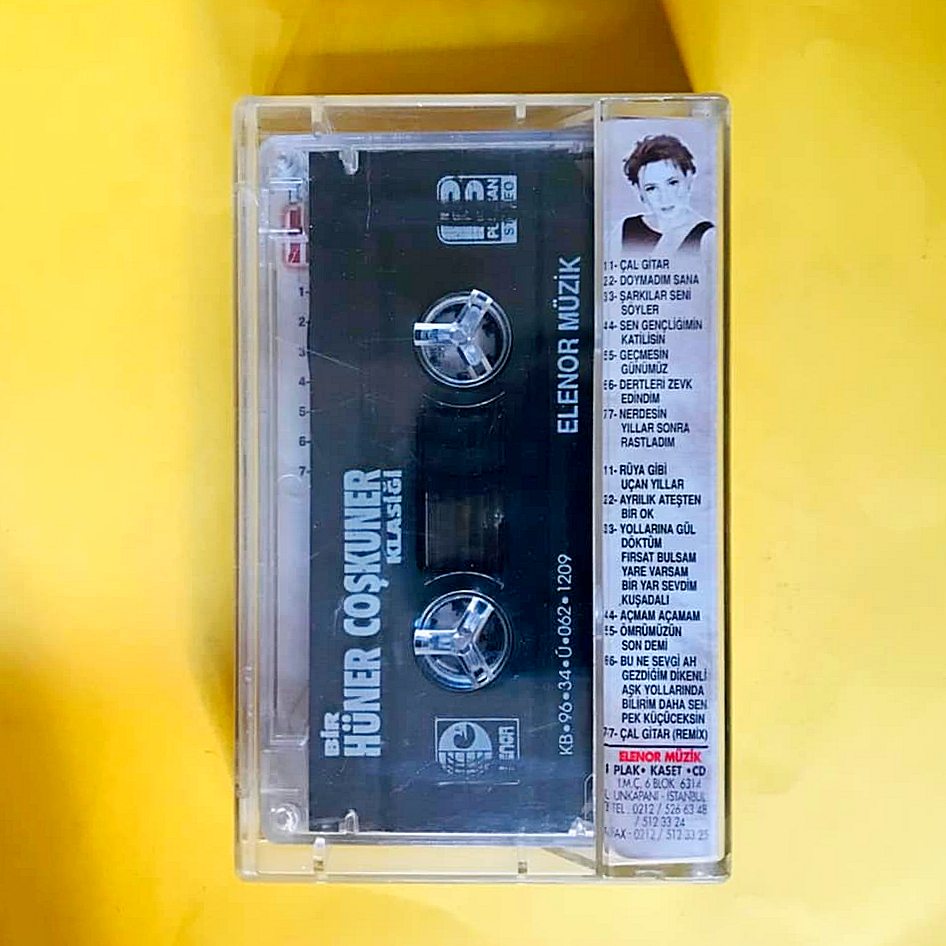 BİR
HÜNER COŞKUNER
KLASİĞİ
ELENOR MÜZİK
KB•96•34•Ü•062•1209
1-
2-
3-
4-
5-
6-
7-
1- ÇAL GİTAR
2- DOYMADIM SANA
3- ŞARKILAR SENİ
SÖYLER
4- SEN GENÇLİĞİMİN
KATİLİSİN
5- GEÇMESİN
GÜNÜMÜZ
6- DERTLERİ ZEVK
EDİNDİM
7- NERDESİN
YILLAR SONRA
RASTLADIM
1- RÜYA GİBİ
UÇAN YILLAR
2- AYRILIK ATEŞTEN
BİR OK
3- YOLLARINA GÜL
DÖKTÜM
FIRSAT BULSAM
YARE VARSAM
BİR YAR SEVDİM
KUŞADALI
4- AÇMAM AÇAMAM
5- ÖMRÜMÜZÜN
SON DEMİ
6- BU NE SEVGİ AH
GEZDİĞİM DİKENLİ
AŞK YOLLARINDA
BİLİRİM DAHA SEN
PEK KÜÇÜCEKSİN
7- ÇAL GİTAR (REMIX)
ELENOR MÜZİK
PLAK• KASET •CD
İ.M.Ç. 6 BLOK 6314
UNKAPANI - İSTANBUL
TEL : 0212 / 526 63 48
/ 512 33 24
FAX : 0212 / 512 33 25